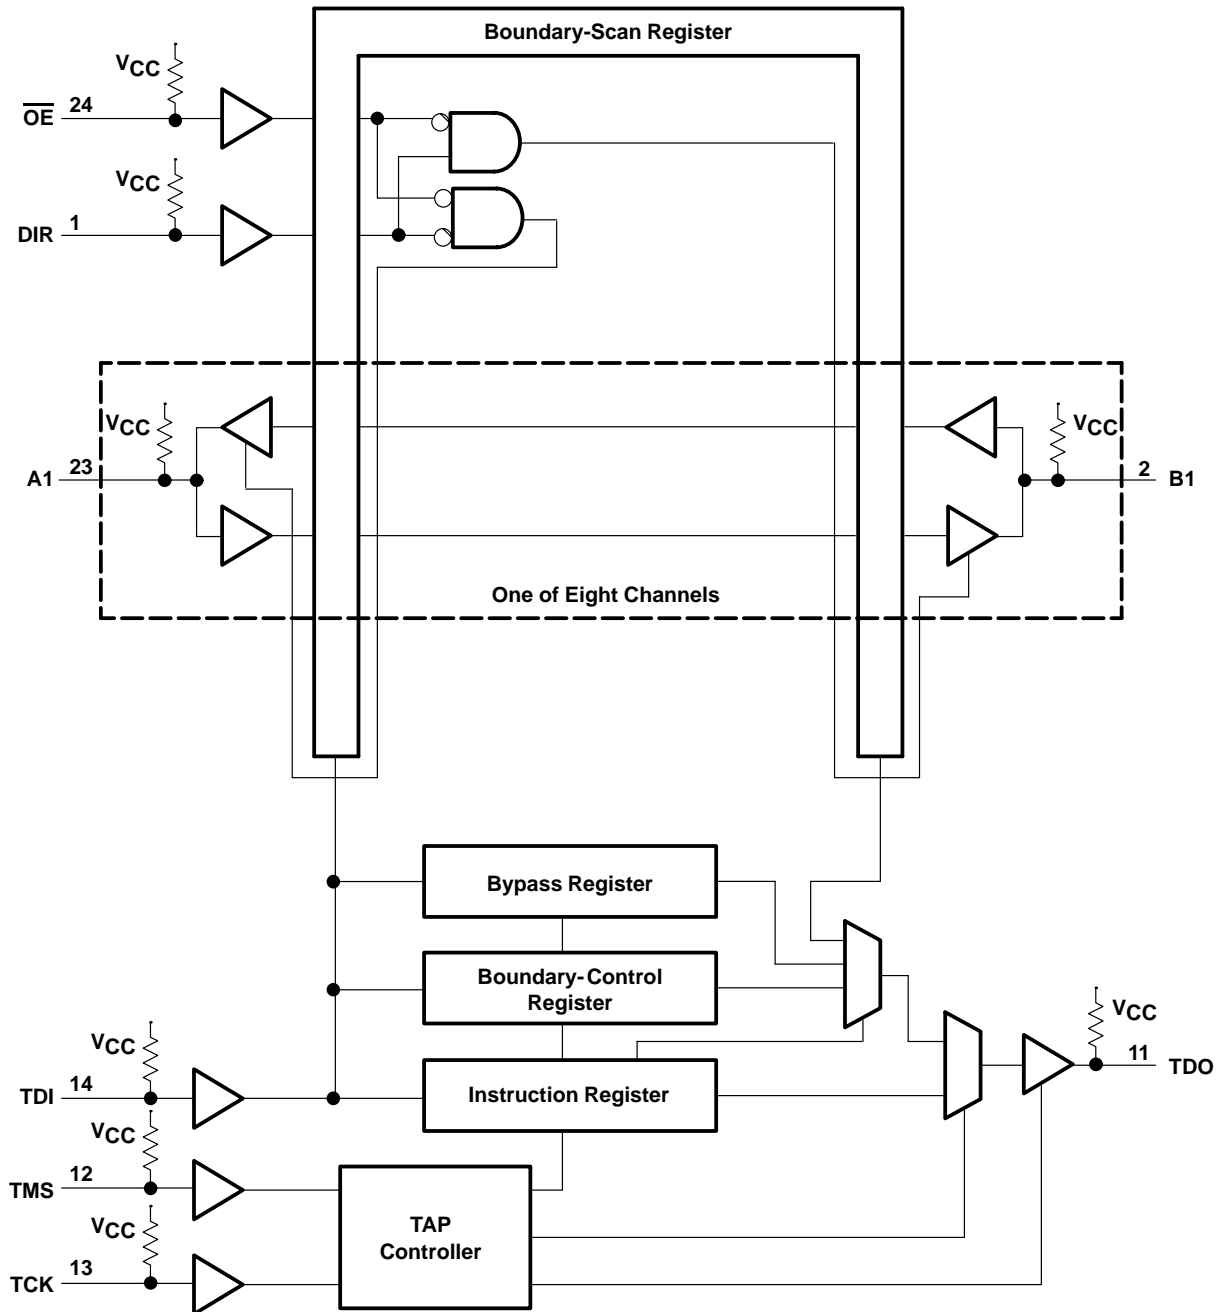 Boundary-Scan Register
VCC
OE 24
VCC
DIR 1
VCC
A1 23
VCC
2 B1
One of Eight Channels
Bypass Register
Boundary-Control
Register
VCC
TDI 14
Instruction Register
VCC
11 TDO
VCC
TMS 12
TAP
Controller
VCC
TCK 13